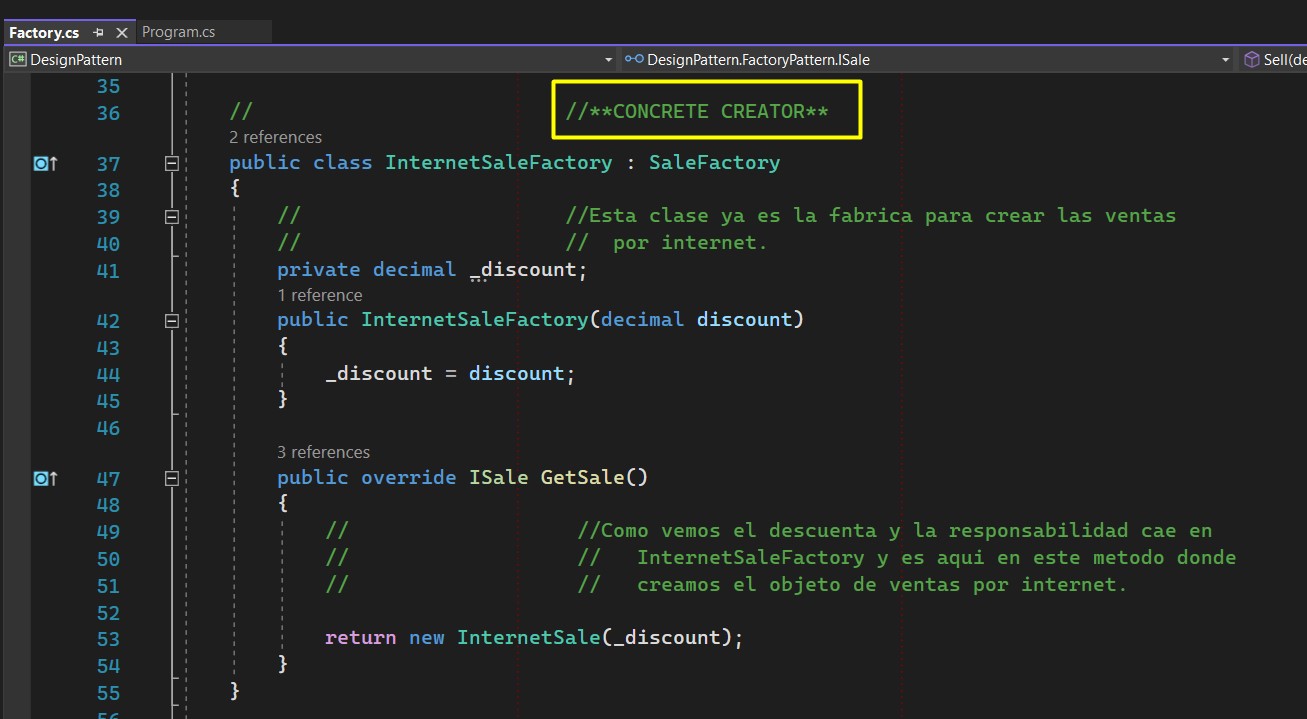 Factory.cs Program.cs
C# DesignPattern DesignPattern.FactoryPattern.ISale Sell(de
35
36 // //**CONCRETE CREATOR**
2 references
37 public class InternetSaleFactory : SaleFactory
38 {
39 // //Esta clase ya es la fabrica para crear las ventas
40 // // por internet.
41 private decimal _discount;
1 reference
42 public InternetSaleFactory(decimal discount)
43 {
44 _discount = discount;
45 }
46
3 references
47 public override ISale GetSale()
48 {
49 // //Como vemos el descuenta y la responsabilidad cae en
50 // // InternetSaleFactory y es aqui en este metodo donde
51 // // creamos el objeto de ventas por internet.
52
53 return new InternetSale(_discount);
54 }
55 }
56